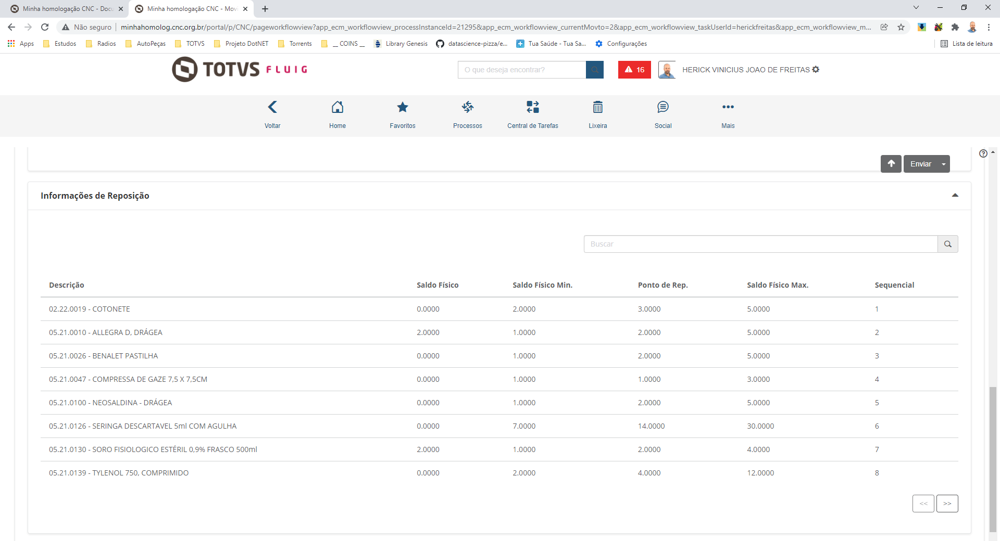 Minha homologação CNC - Docu
Minha homologação CNC - Movi
Não seguro
minhahomolog.cnc.org.br/portal/p/CNC/pageworkflowview?app_ecm_workflowview_processInstanceId=21295&app_ecm_workflowview_currentMovto=2&app_ecm_workflowview_taskUserId=herickfreitas&app_ecm_workflowview_m...
Apps
Estudos
Radios
AutoPeças
TOTVS
Projeto DotNET
Torrents
__ COINS __
Library Genesis
datascience-pizza/e...
Tua Saúde - Tua Sa...
Configurações
Lista de leitura
TOTVS FLUIG
O que deseja encontrar?
16
HERICK VINICIUS JOAO DE FREITAS
Voltar
Home
Favoritos
Processos
Central de Tarefas
Lixeira
Social
Mais
Enviar
Informações de Reposição
Buscar
Descrição Saldo Físico Saldo Físico Min. Ponto de Rep. Saldo Físico Max. Sequencial
02.22.0019 - COTONETE 0.0000 2.0000 3.0000 5.0000 1
05.21.0010 - ALLEGRA D, DRÁGEA 2.0000 1.0000 2.0000 5.0000 2
05.21.0026 - BENALET PASTILHA 0.0000 1.0000 2.0000 5.0000 3
05.21.0047 - COMPRESSA DE GAZE 7,5 X 7,5CM 0.0000 1.0000 1.0000 3.0000 4
05.21.0100 - NEOSALDINA - DRÁGEA 0.0000 1.0000 2.0000 5.0000 5
05.21.0126 - SERINGA DESCARTAVEL 5ml COM AGULHA 0.0000 7.0000 14.0000 30.0000 6
05.21.0130 - SORO FISIOLOGICO ESTÉRIL 0,9% FRASCO 500ml 2.0000 1.0000 2.0000 4.0000 7
05.21.0139 - TYLENOL 750, COMPRIMIDO 0.0000 2.0000 4.0000 12.0000 8
<< >>